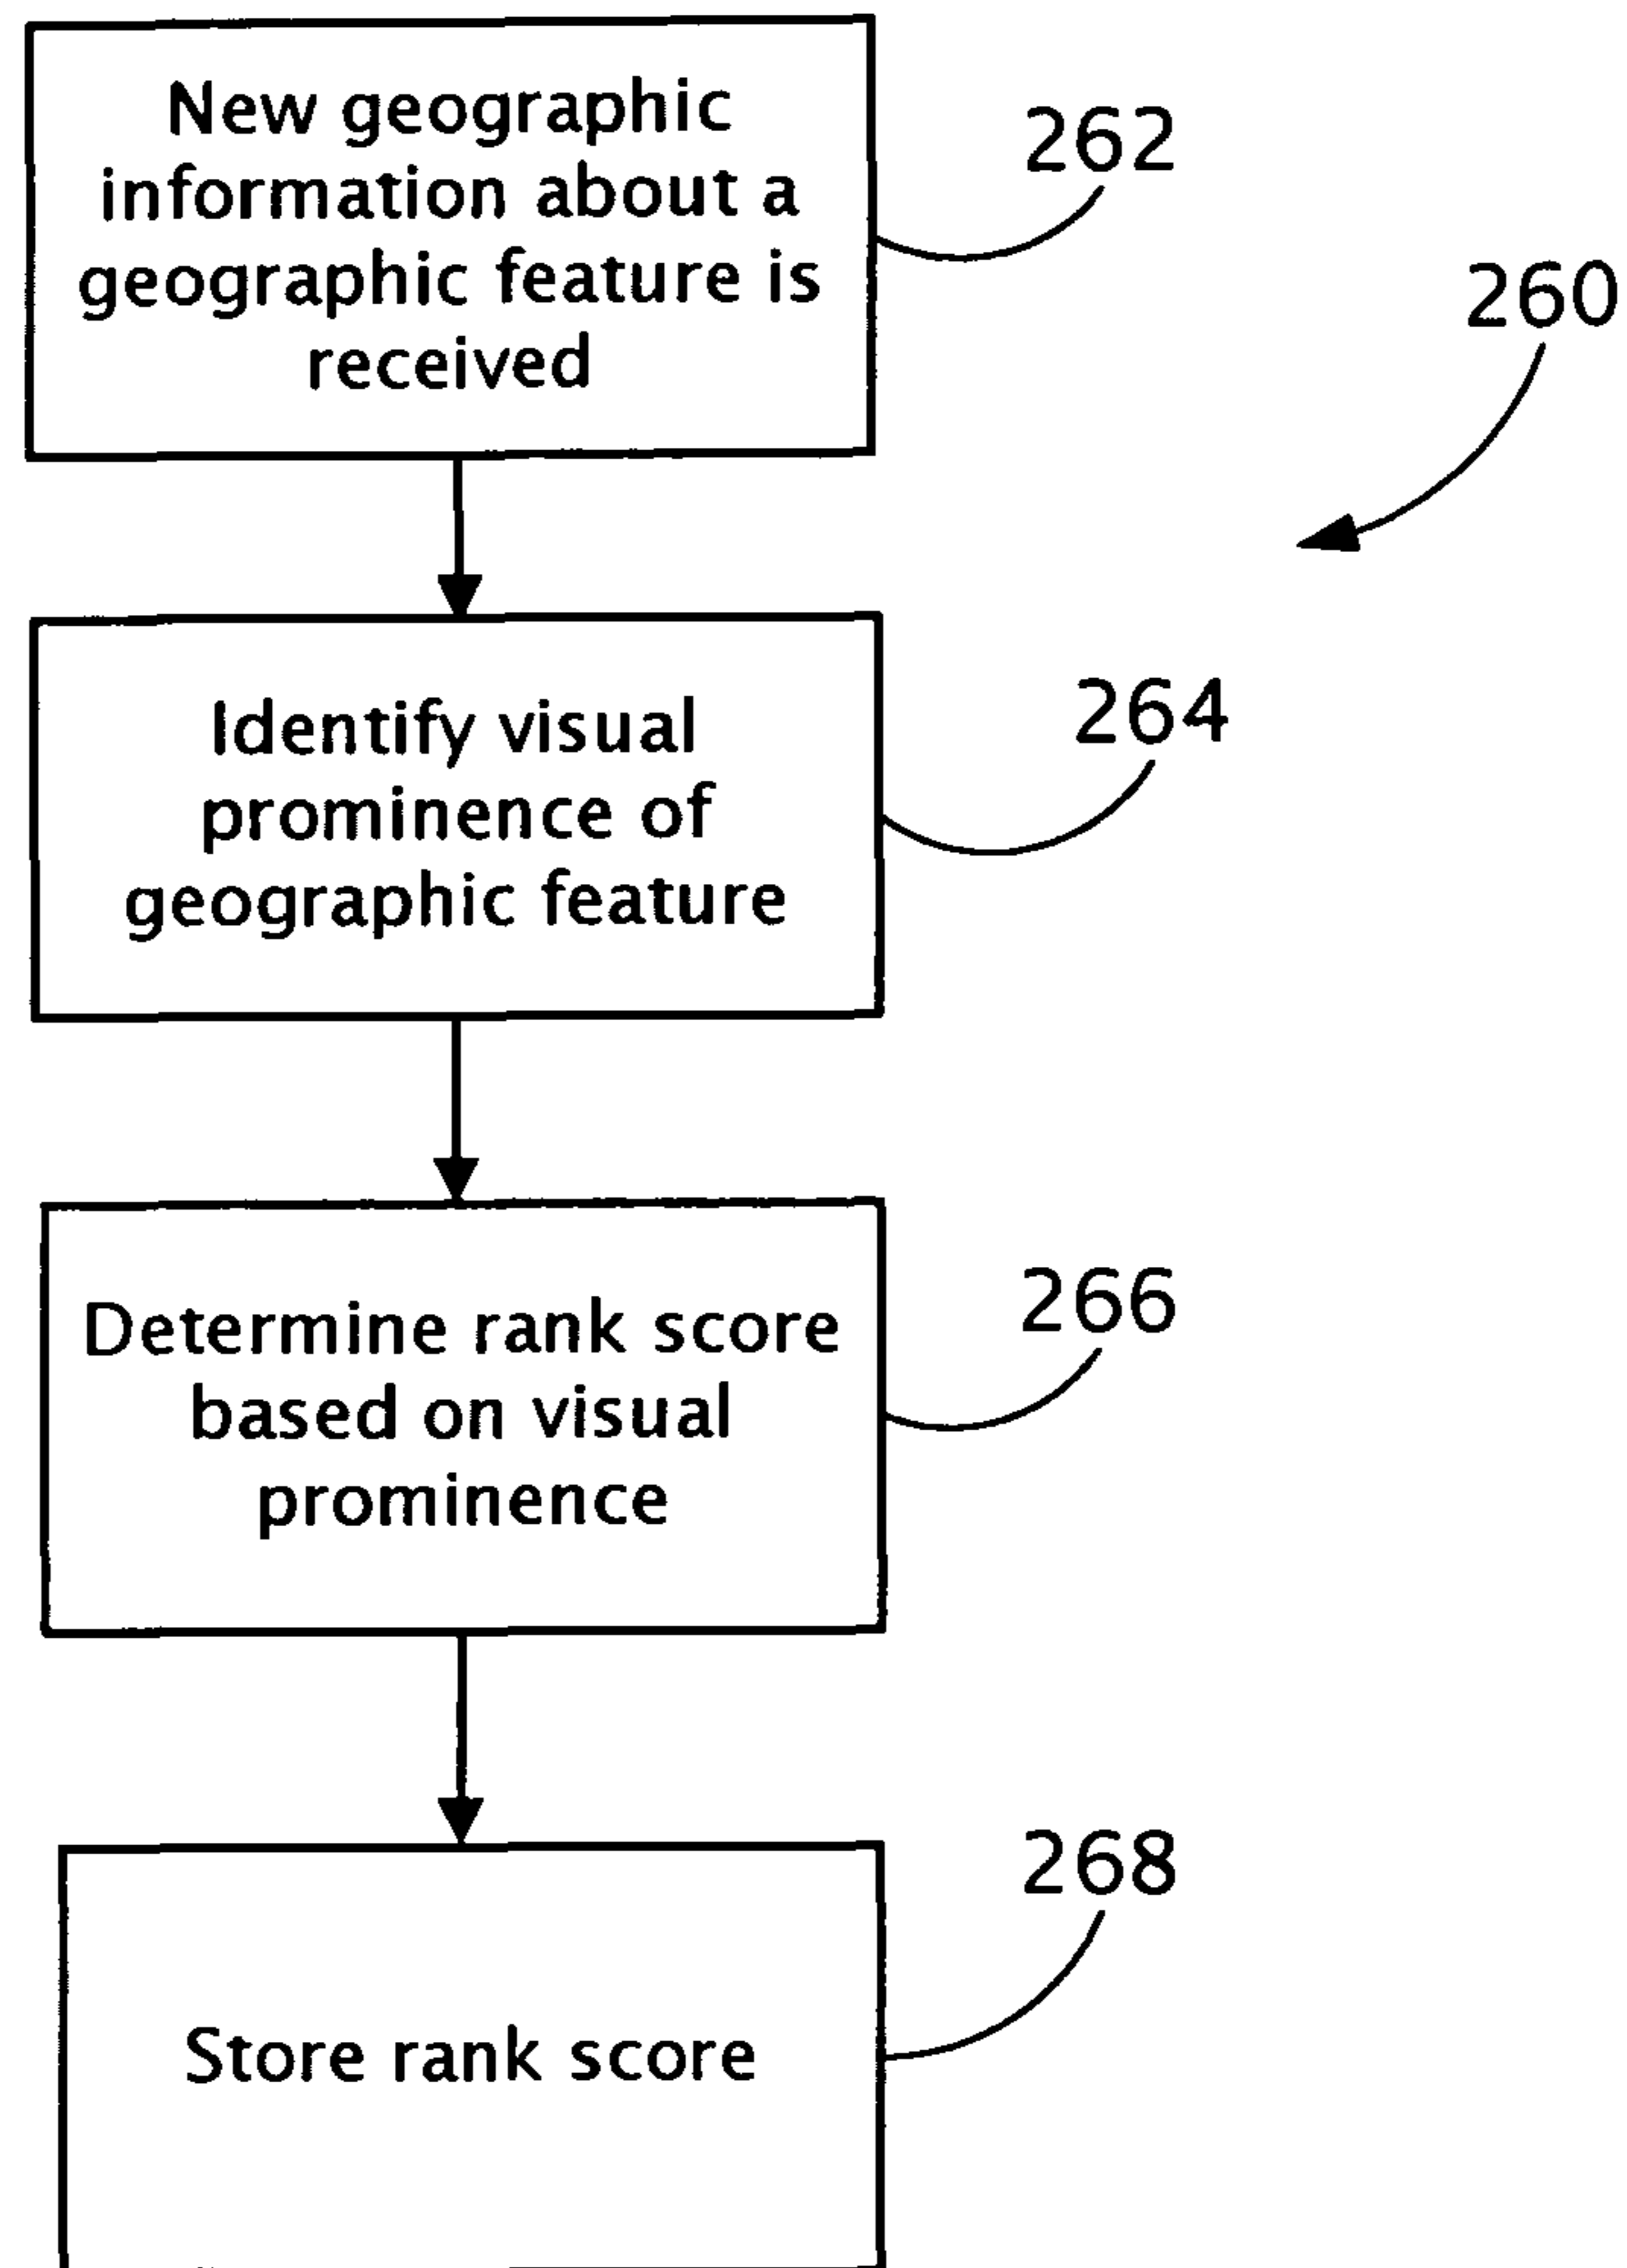 New geographic
information about a
geographic feature is
received
262
260
Identify visual
prominence of
geographic feature
264
Determine rank score
based on visual
prominence
266
Store rank score
268